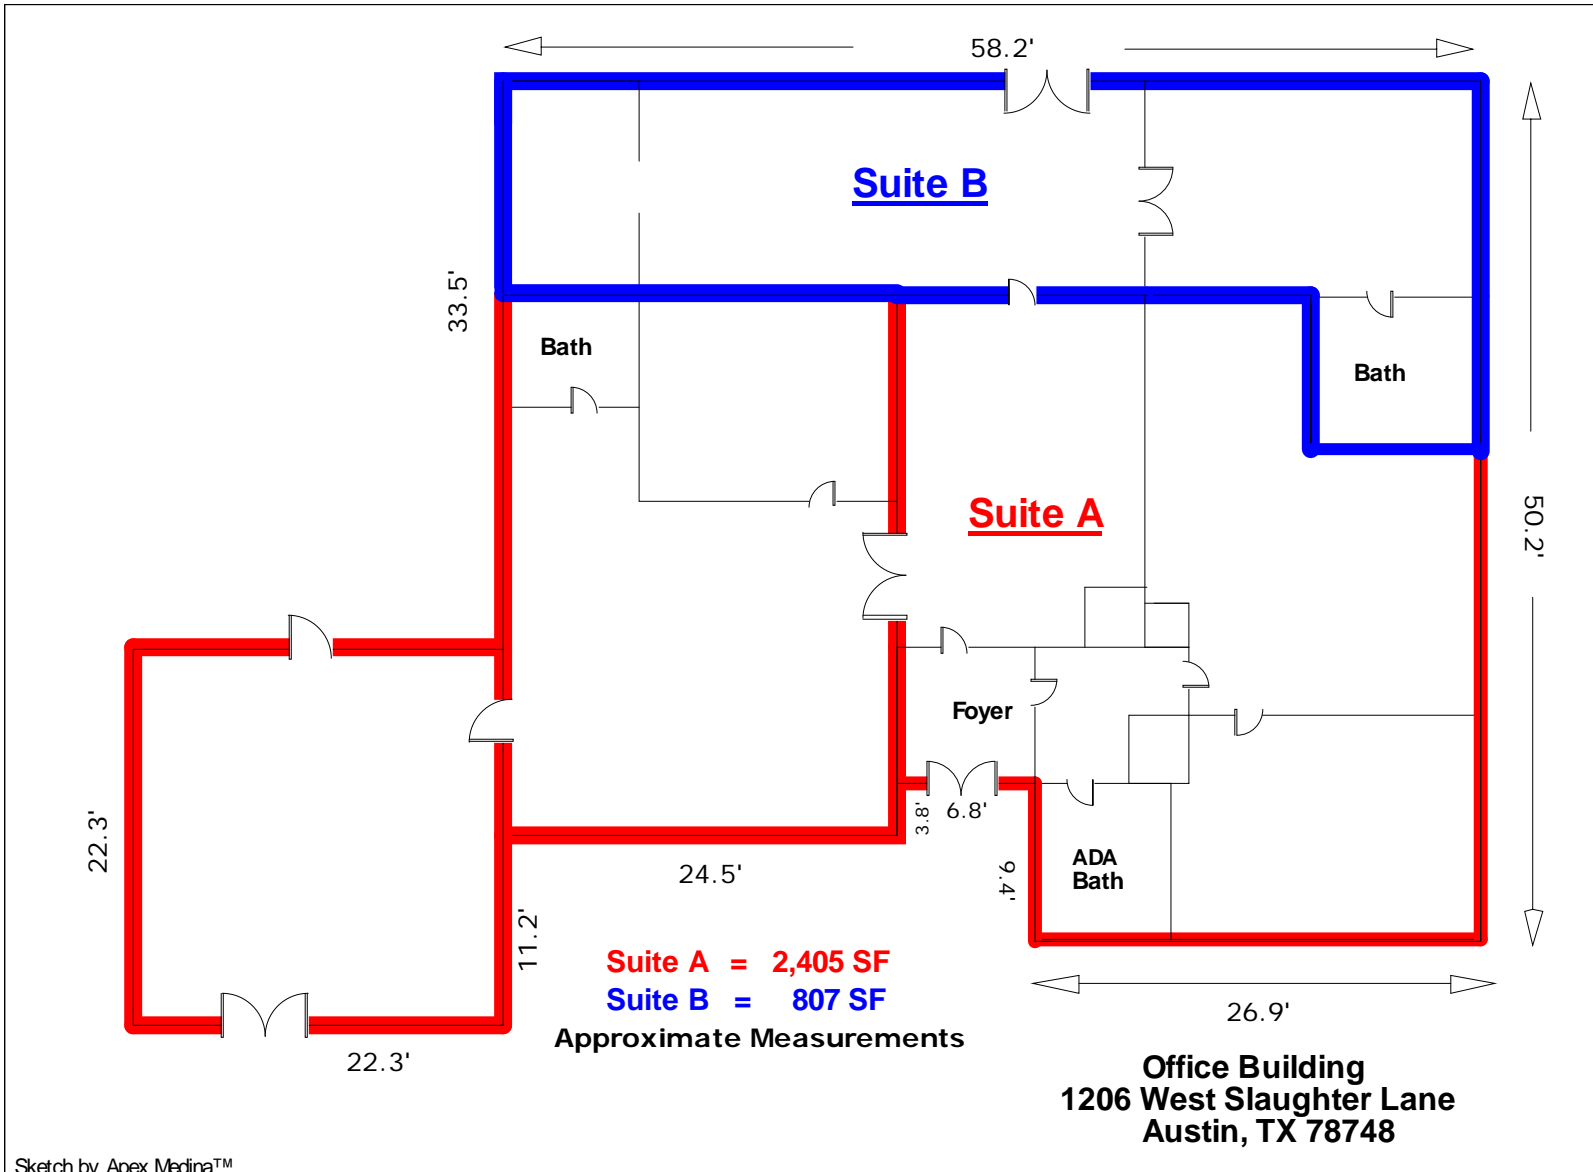 58.2'
Suite B
33.5'
Bath
Bath
Suite A
50.2'
Foyer
3.8'
6.8'
22.3'
24.5'
ADA
Bath
9.4'
11.2'
Suite A = 2,405 SF
Suite B = 807 SF
Approximate Measurements
26.9'
22.3'
Office Building
1206 West Slaughter Lane
Austin, TX 78748
Sketch by Apex Medina™